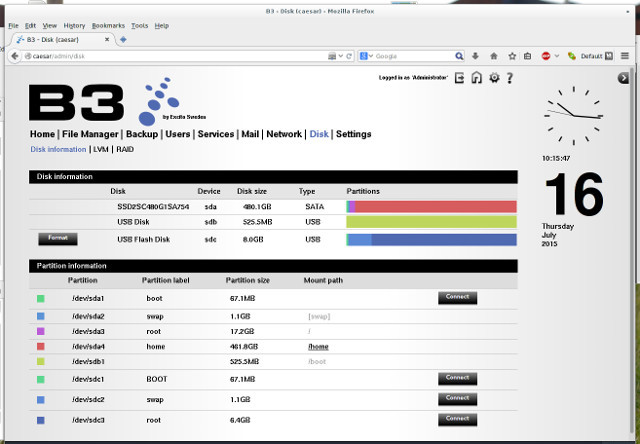 B3 - Disk (caesar) - Mozilla Firefox
File Edit View History Bookmarks Tools Help
B3 - Disk (caesar)
caesar/admin/disk
Google
Default
Logged in as 'Administrator'
B3
by Excito Sweden
Home | File Manager | Backup | Users | Services | Mail | Network | Disk | Settings
Disk information | LVM | RAID
10:15:47
16
Thursday
July
2015
Disk information
Disk Device Disk size Type Partitions
SSD2SC480G1SA754 sda 480.1GB SATA
USB Disk sdb 525.5MB USB
Format USB Flash Disk sdc 8.0GB USB
Partition information
Partition Partition label Partition size Mount path
/dev/sda1 boot 67.1MB Connect
/dev/sda2 swap 1.1GB [swap]
/dev/sda3 root 17.2GB /
/dev/sda4 home 461.8GB /home
/dev/sdb1 525.5MB /boot
/dev/sdc1 BOOT 67.1MB Connect
/dev/sdc2 swap 1.1GB Connect
/dev/sdc3 root 6.4GB Connect